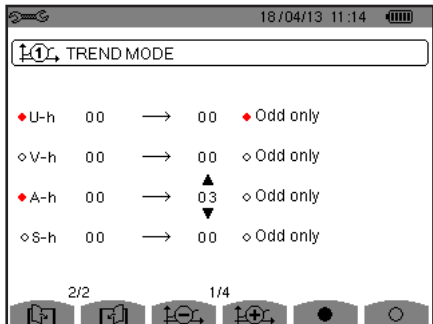 18/04/13 11:14
1 TREND MODE
U-h 00 → 00 Odd only
V-h 00 → 00 Odd only
A-h 00 → 03 Odd only
S-h 00 → 00 Odd only
2/2 1/4